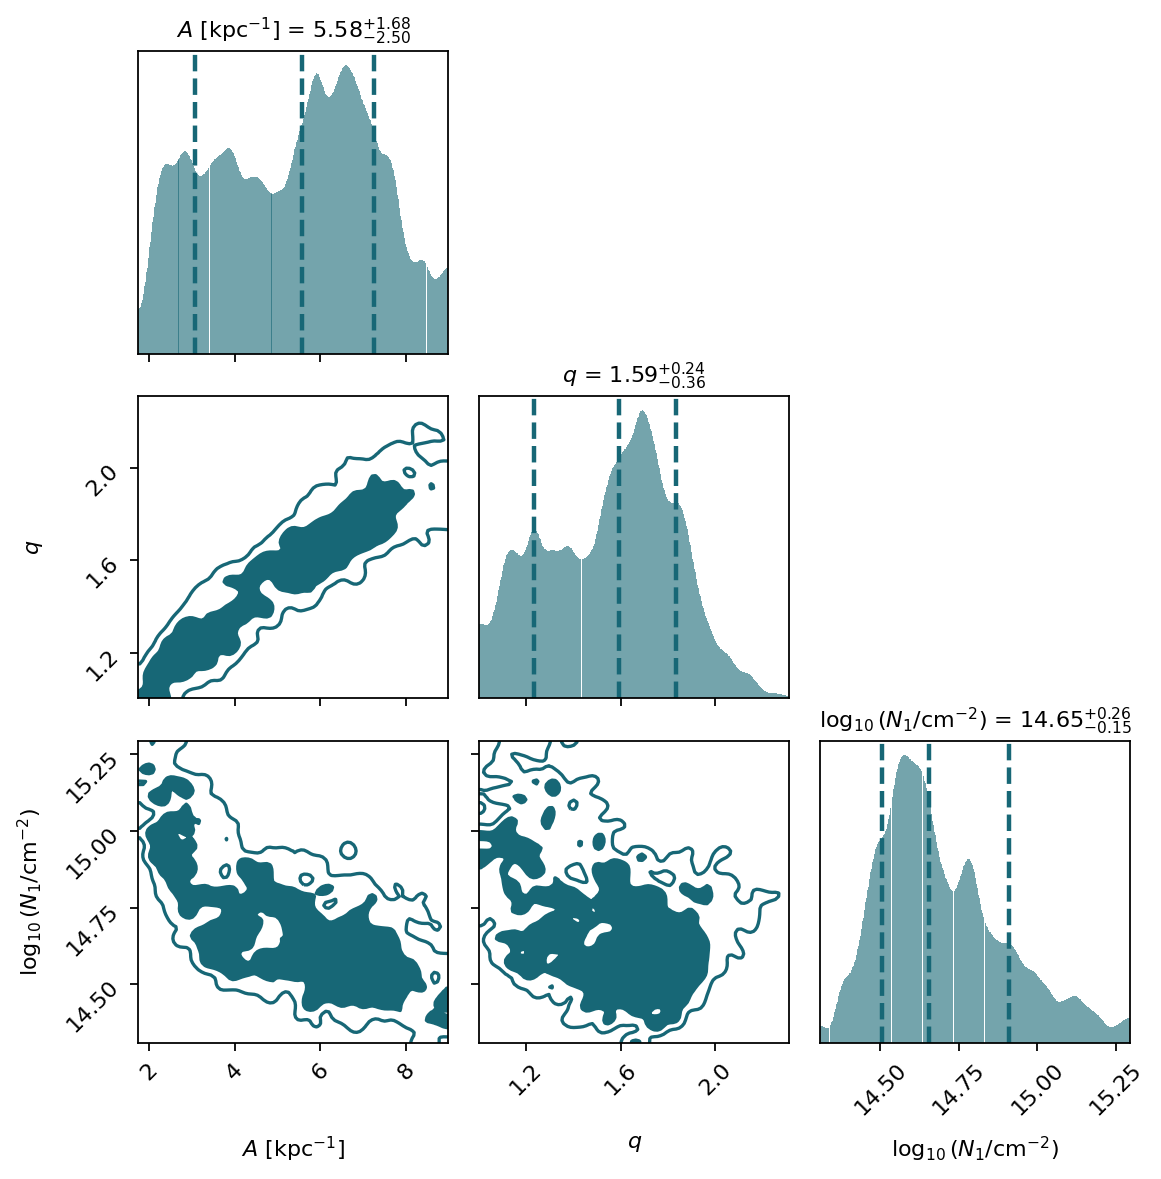 A [kpc⁻¹] = 5.58⁺¹·⁶⁸₋₂.₅₀
q = 1.59⁺⁰·²⁴₋₀.₃₆
2.0
1.6
1.2
q
log₁₀(N₁/cm⁻²) = 14.65⁺⁰·²⁶₋₀.₁₅
15.25
15.00
14.75
14.50
log₁₀(N₁/cm⁻²)
2 4 6 8
1.2 1.6 2.0
14.50 14.75 15.00 15.25
A [kpc⁻¹]
q
log₁₀(N₁/cm⁻²)